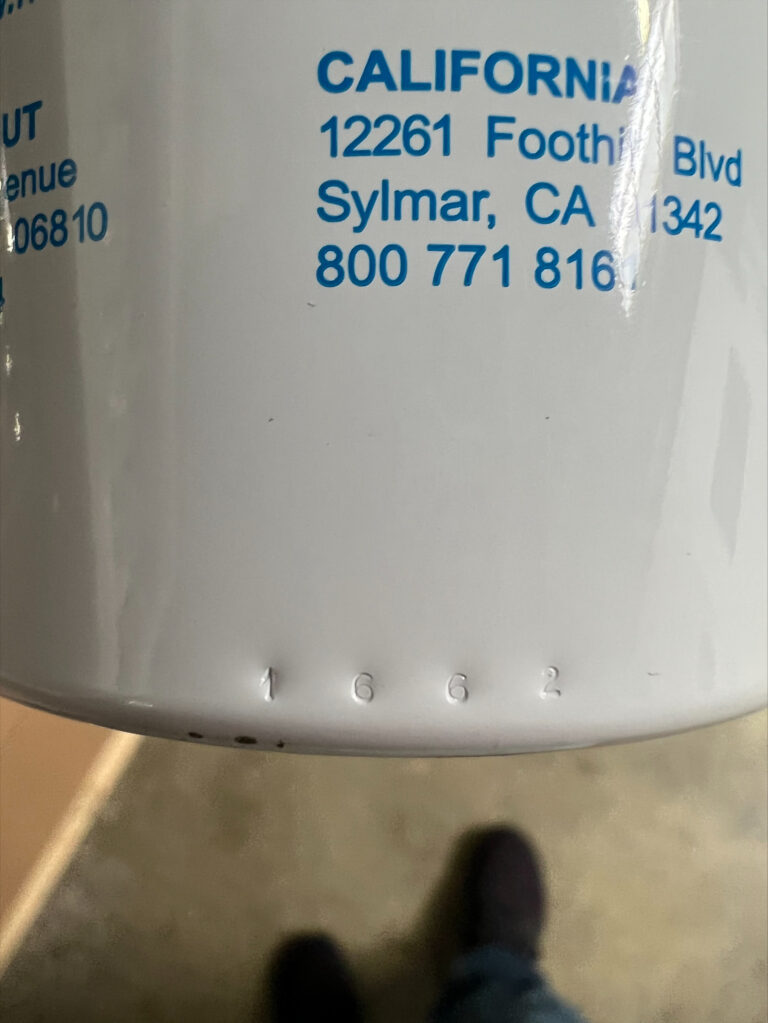 UT
enue
06810
CALIFORNIA
12261 Foothi Blvd
Sylmar, CA 1342
800 771 816
1 6 6 2